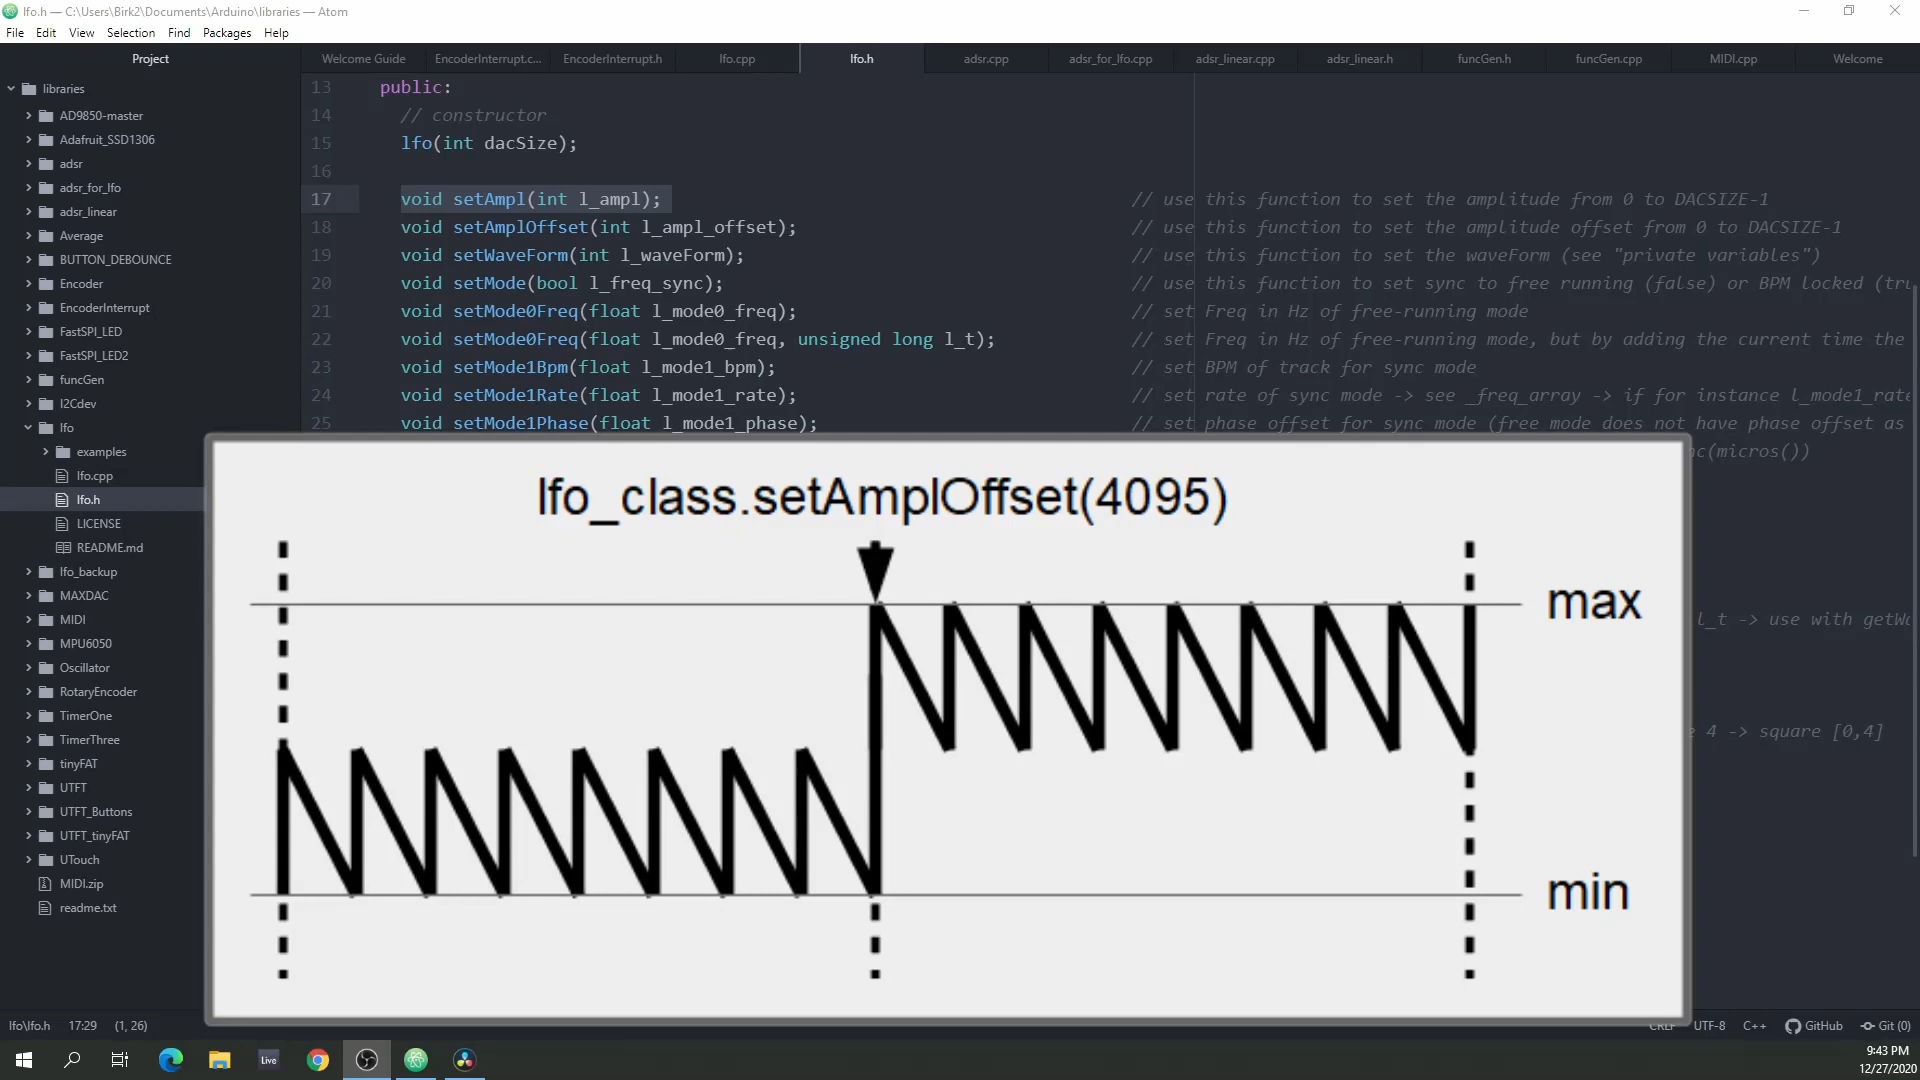 lfo.h — C:\Users\Birk2\Documents\Arduino\libraries — Atom
File Edit View Selection Find Packages Help
Project
Welcome Guide EncoderInterrupt.c... EncoderInterrupt.h lfo.cpp lfo.h adsr.cpp adsr_for_lfo.cpp adsr_linear.cpp adsr_linear.h funcGen.h funcGen.cpp MIDI.cpp Welcome
libraries
AD9850-master
Adafruit_SSD1306
adsr
adsr_for_lfo
adsr_linear
Average
BUTTON_DEBOUNCE
Encoder
EncoderInterrupt
FastSPI_LED
FastSPI_LED2
funcGen
I2Cdev
lfo
examples
lfo.cpp
lfo.h
LICENSE
README.md
lfo_backup
MAXDAC
MIDI
MPU6050
Oscillator
RotaryEncoder
TimerOne
TimerThree
tinyFAT
UTFT
UTFT_Buttons
UTFT_tinyFAT
UTouch
MIDI.zip
readme.txt
13 public:
14 // constructor
15 lfo(int dacSize);
16
17 void setAmpl(int l_ampl); // use this function to set the amplitude from 0 to DACSIZE-1
18 void setAmplOffset(int l_ampl_offset); // use this function to set the amplitude offset from 0 to DACSIZE-1
19 void setWaveForm(int l_waveForm); // use this function to set the waveForm (see "private variables")
20 void setMode(bool l_freq_sync); // use this function to set sync to free running (false) or BPM locked (tru
21 void setMode0Freq(float l_mode0_freq); // set Freq in Hz of free-running mode
22 void setMode0Freq(float l_mode0_freq, unsigned long l_t); // set Freq in Hz of free-running mode, but by adding the current time the
23 void setMode1Bpm(float l_mode1_bpm); // set BPM of track for sync mode
24 void setMode1Rate(float l_mode1_rate); // set rate of sync mode -> see _freq_array -> if for instance l_mode1_rate
25 void setMode1Phase(float l_mode1_phase); // set phase offset for sync mode (free mode does not have phase offset as
nc(micros())
l_t -> use with getWa
e 4 -> square [0,4]
lfo_class.setAmplOffset(4095)
max
min
lfo\lfo.h 17:29 (1, 26) CRLF UTF-8 C++ GitHub Git (0)
Live
9:43 PM
12/27/2020